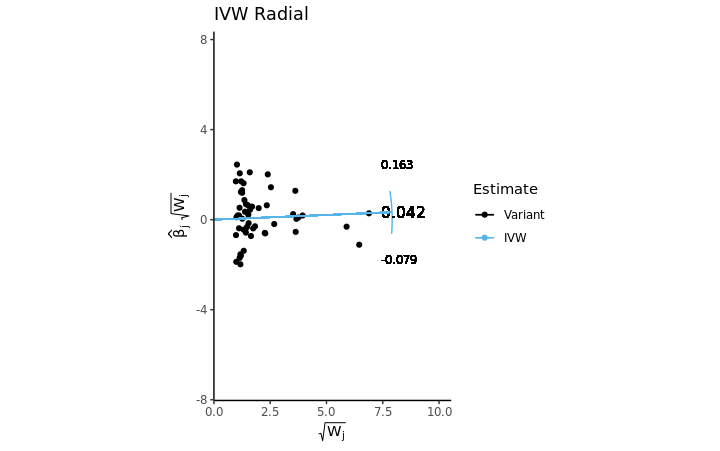 IVW Radial
8
4
0
-4
-8
0.0 2.5 5.0 7.5 10.0
β̂j √Wj
√Wj
0.163
0.042
-0.079
Estimate
Variant
IVW